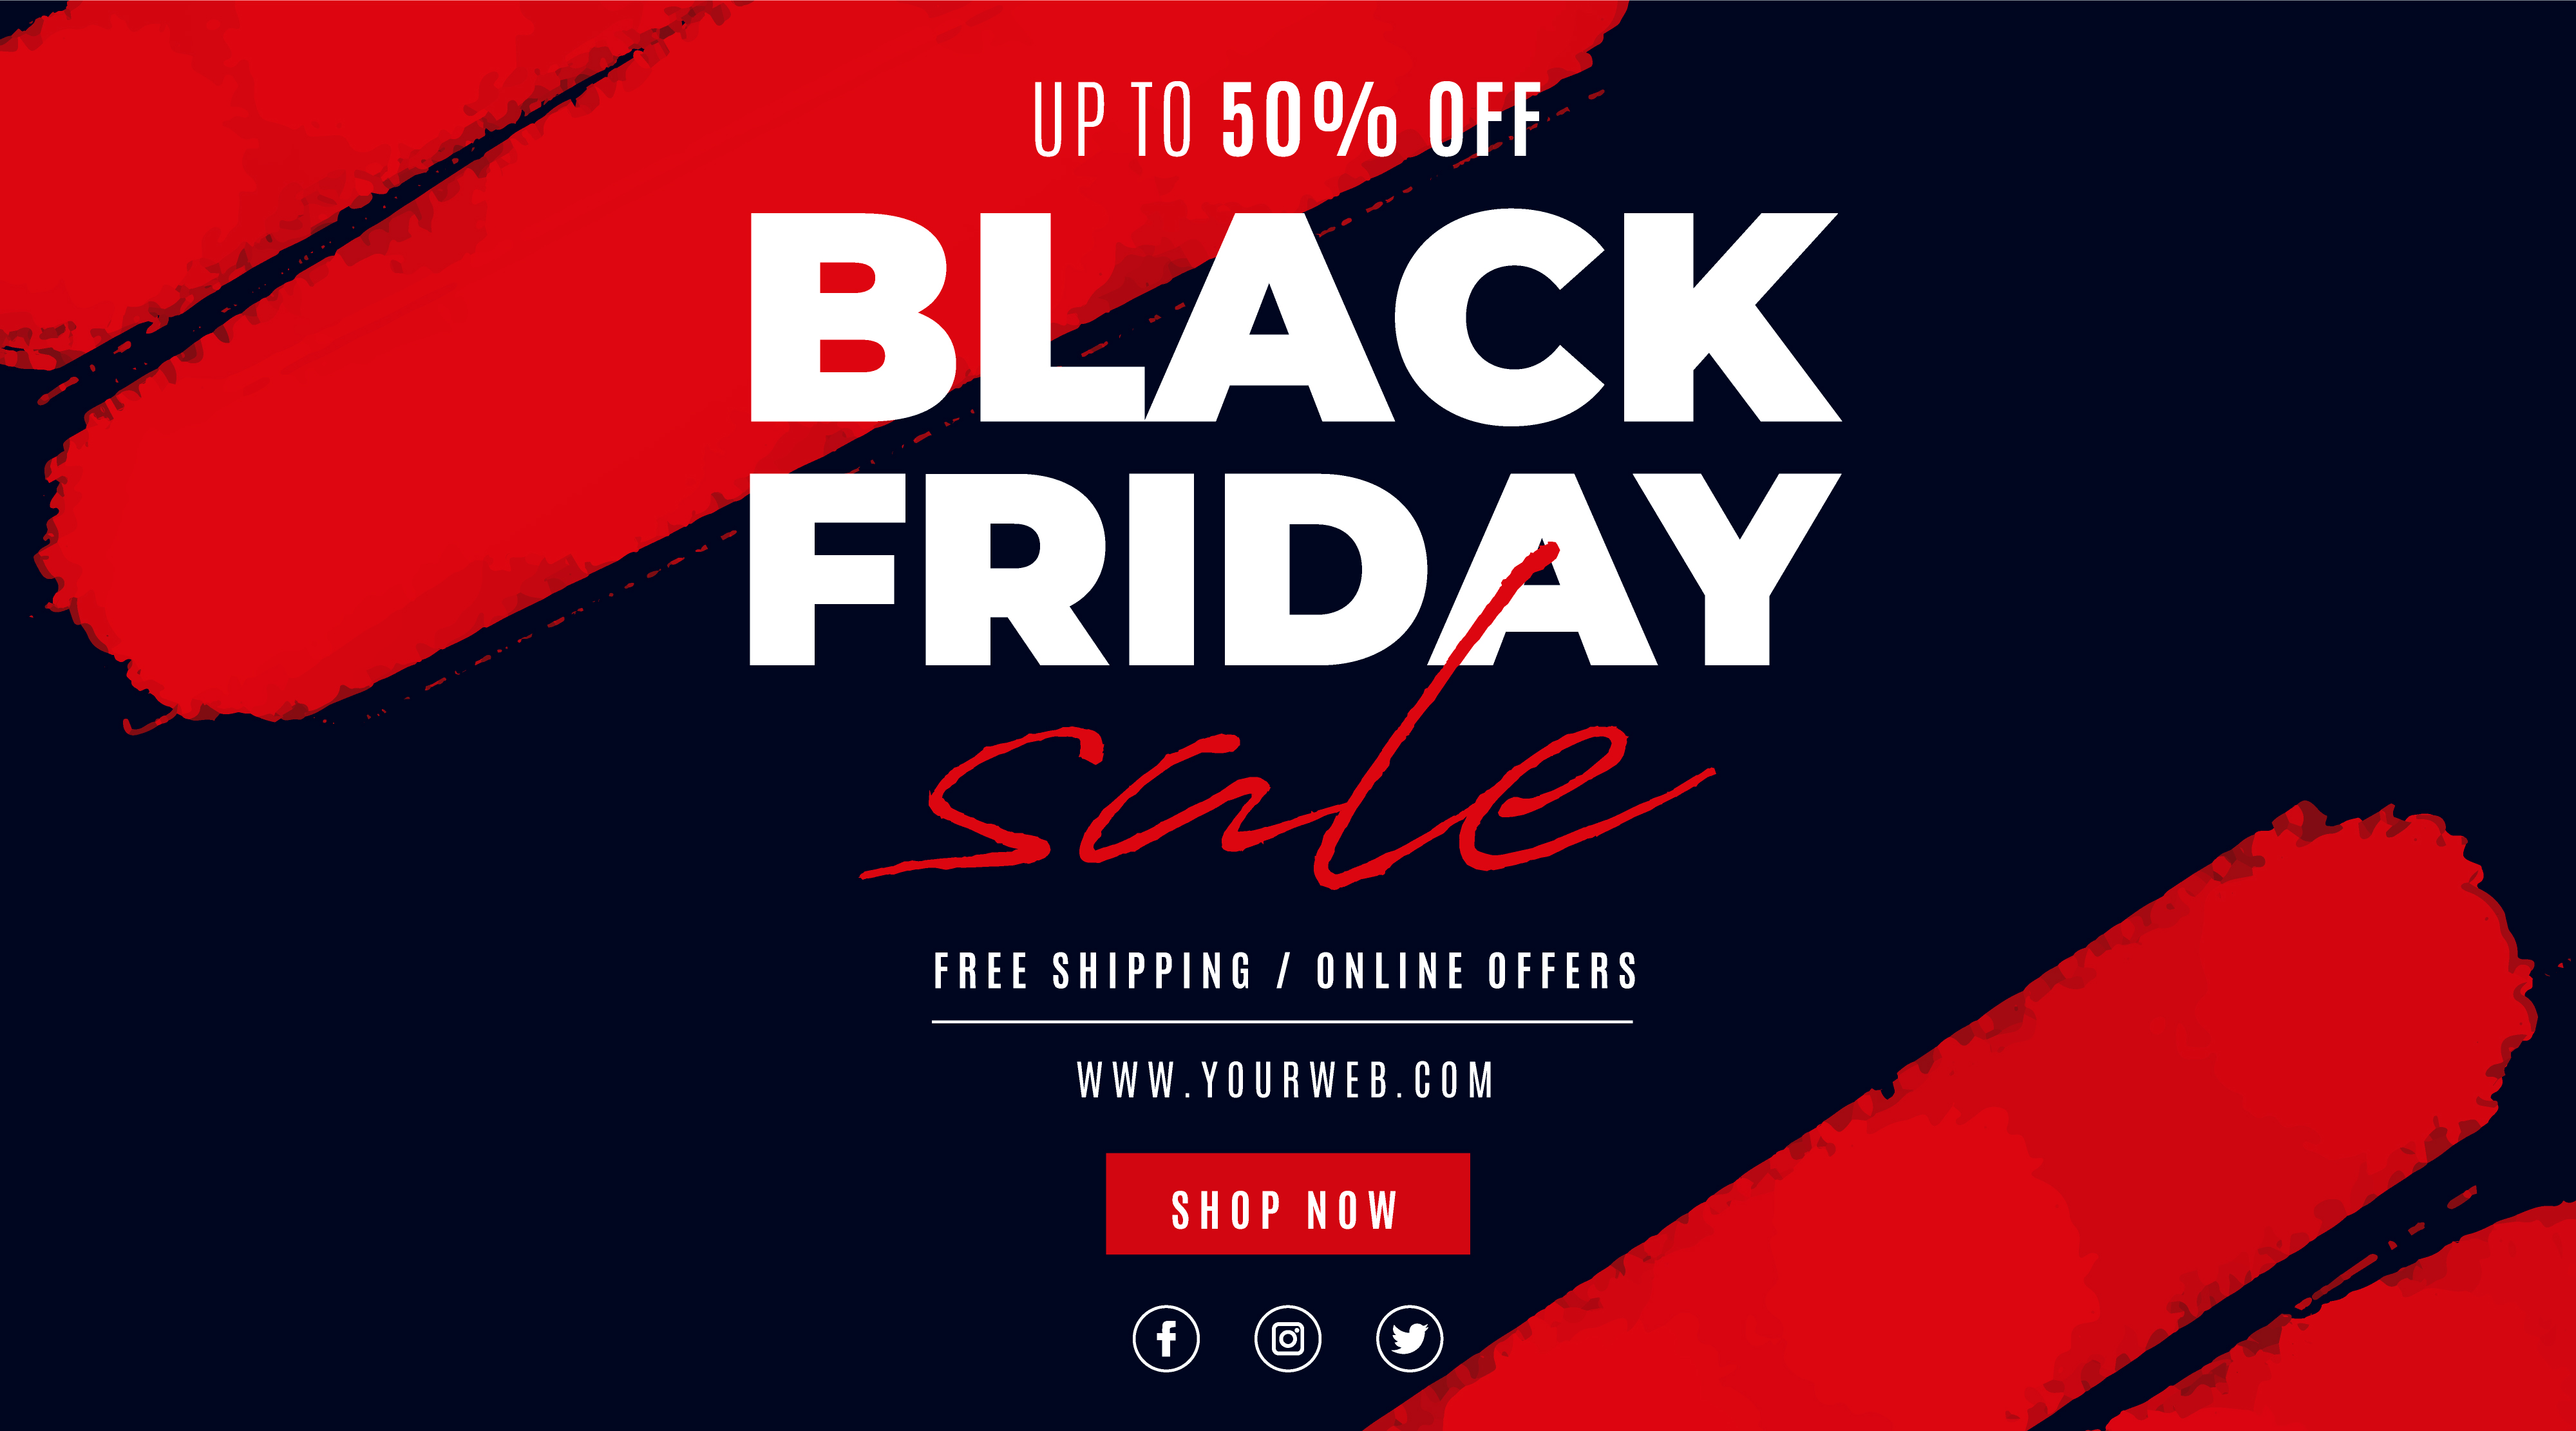 UP TO 50% OFF
BLACK
FRIDAY
sale
FREE SHIPPING / ONLINE OFFERS
WWW.YOURWEB.COM
SHOP NOW